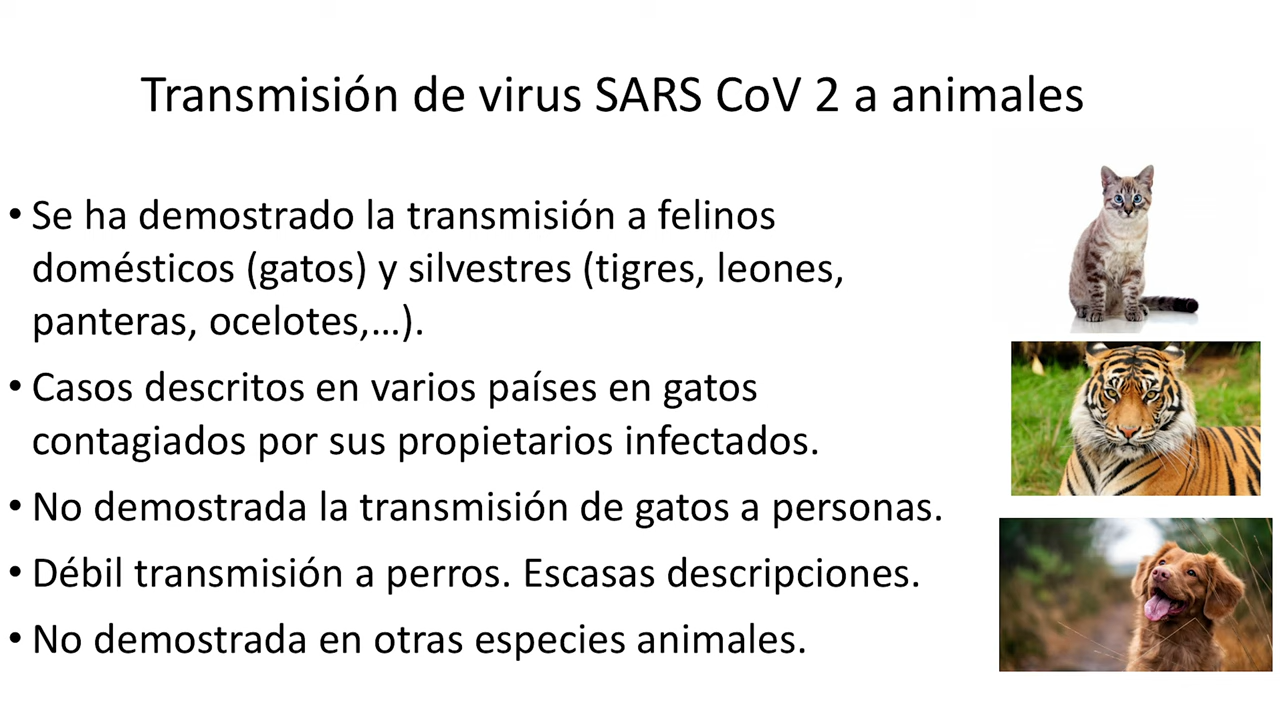 Transmisión de virus SARS CoV 2 a animales
• Se ha demostrado la transmisión a felinos
domésticos (gatos) y silvestres (tigres, leones,
panteras, ocelotes,...).
• Casos descritos en varios países en gatos
contagiados por sus propietarios infectados.
• No demostrada la transmisión de gatos a personas.
• Débil transmisión a perros. Escasas descripciones.
• No demostrada en otras especies animales.